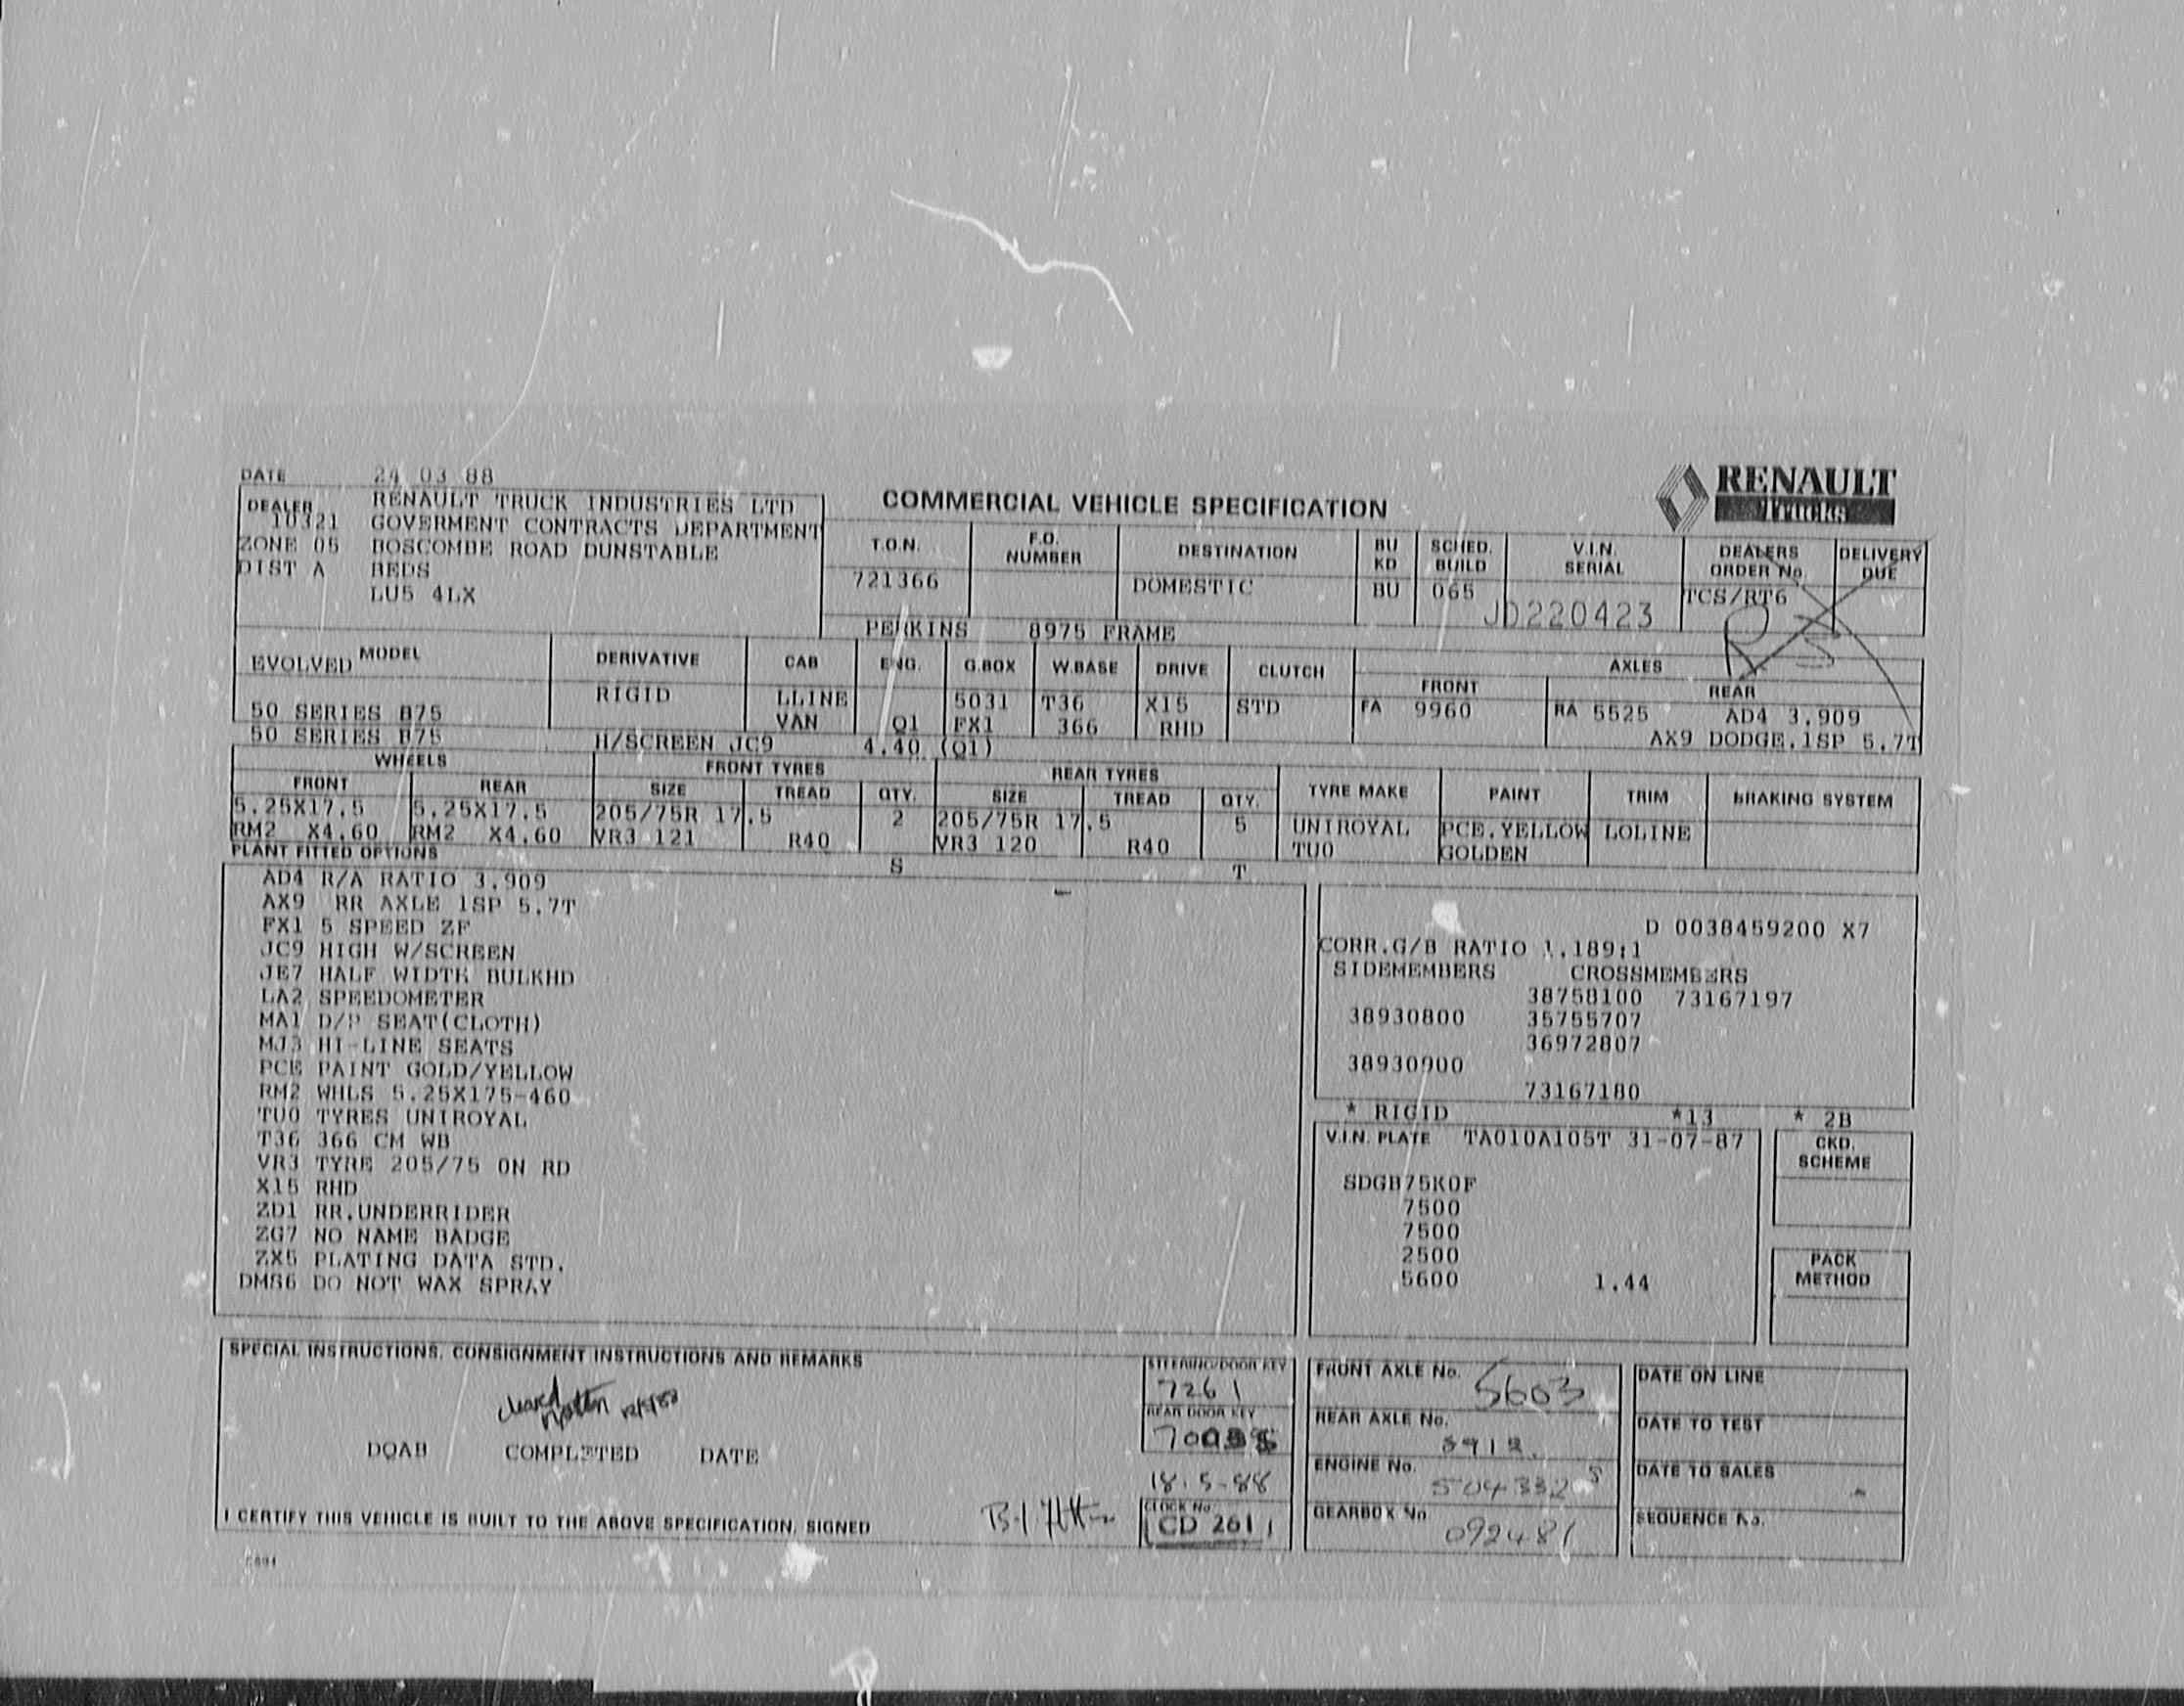 DATE 24 03 88
RENAULT TRUCKS
DEALER RENAULT TRUCK INDUSTRIES LTD
COMMERCIAL VEHICLE SPECIFICATION
10321 GOVERMENT CONTRACTS DEPARTMENT
ZONE 05 BOSCOMBE ROAD DUNSTABLE
DIST A BEDS
LU5 4LX
T.O.N. F.O. NUMBER DESTINATION BU KD SCHED. BUILD V.I.N. SERIAL DEALERS ORDER No. DELIVERY DUE
721366 DOMESTIC BU 065 JD220423 TCS/RT6
PERKINS 8975 FRAME
EVOLVED MODEL DERIVATIVE CAB ENG. G.BOX W.BASE DRIVE CLUTCH AXLES
FRONT REAR
RIGID LLINE 5031 T36 X15 STD FA 9960 RA 5525 AD4 3.909
50 SERIES B75 VAN Q1 FX1 366 RHD
50 SERIES B75 H/SCREEN JC9 4.40 (Q1) AX9 DODGE.1SP 5.7T
WHEELS FRONT TYRES REAR TYRES
FRONT REAR SIZE TREAD QTY. SIZE TREAD QTY. TYRE MAKE PAINT TRIM BRAKING SYSTEM
5.25X17.5 5.25X17.5 205/75R 17.5 2 205/75R 17.5 5 UNIROYAL PCE.YELLOW LOLINE
RM2 X4.60 RM2 X4.60 VR3 121 R40 VR3 120 R40 TU0 GOLDEN
PLANT FITTED OPTIONS S T
AD4 R/A RATIO 3.909
AX9 RR AXLE 1SP 5.7T
FX1 5 SPEED ZF
JC9 HIGH W/SCREEN
JE7 HALF WIDTH BULKHD
LA2 SPEEDOMETER
MA1 D/P SEAT(CLOTH)
MJ3 HI-LINE SEATS
PCE PAINT GOLD/YELLOW
RM2 WHLS 5.25X175-460
TU0 TYRES UNIROYAL
T36 366 CM WB
VR3 TYRE 205/75 ON RD
X15 RHD
ZD1 RR.UNDERRIDER
ZG7 NO NAME BADGE
ZX5 PLATING DATA STD.
DMS6 DO NOT WAX SPRAY
D 0038459200 X7
CORR.G/B RATIO 1.189:1
SIDEMEMBERS CROSSMEMBERS
38758100 73167197
38930800 35755707
36972807
38930900
73167180
* RIGID *13 * 2B
V.I.N. PLATE TA010A105T 31-07-87
CKD. SCHEME
SDGB75K0F
7500
7500
2500
5600 1.44
PACK METHOD
SPECIAL INSTRUCTIONS, CONSIGNMENT INSTRUCTIONS AND REMARKS
DQAB COMPLETED DATE
I CERTIFY THIS VEHICLE IS BUILT TO THE ABOVE SPECIFICATION, SIGNED
STEERING/DOOR KEY
7261
REAR DOOR KEY
18.5-88
CLOCK No.
CD 261
FRONT AXLE No. 5603
REAR AXLE No.
ENGINE No.
GEARBOX No. 092481
DATE ON LINE
DATE TO TEST
DATE TO SALES
SEQUENCE No.